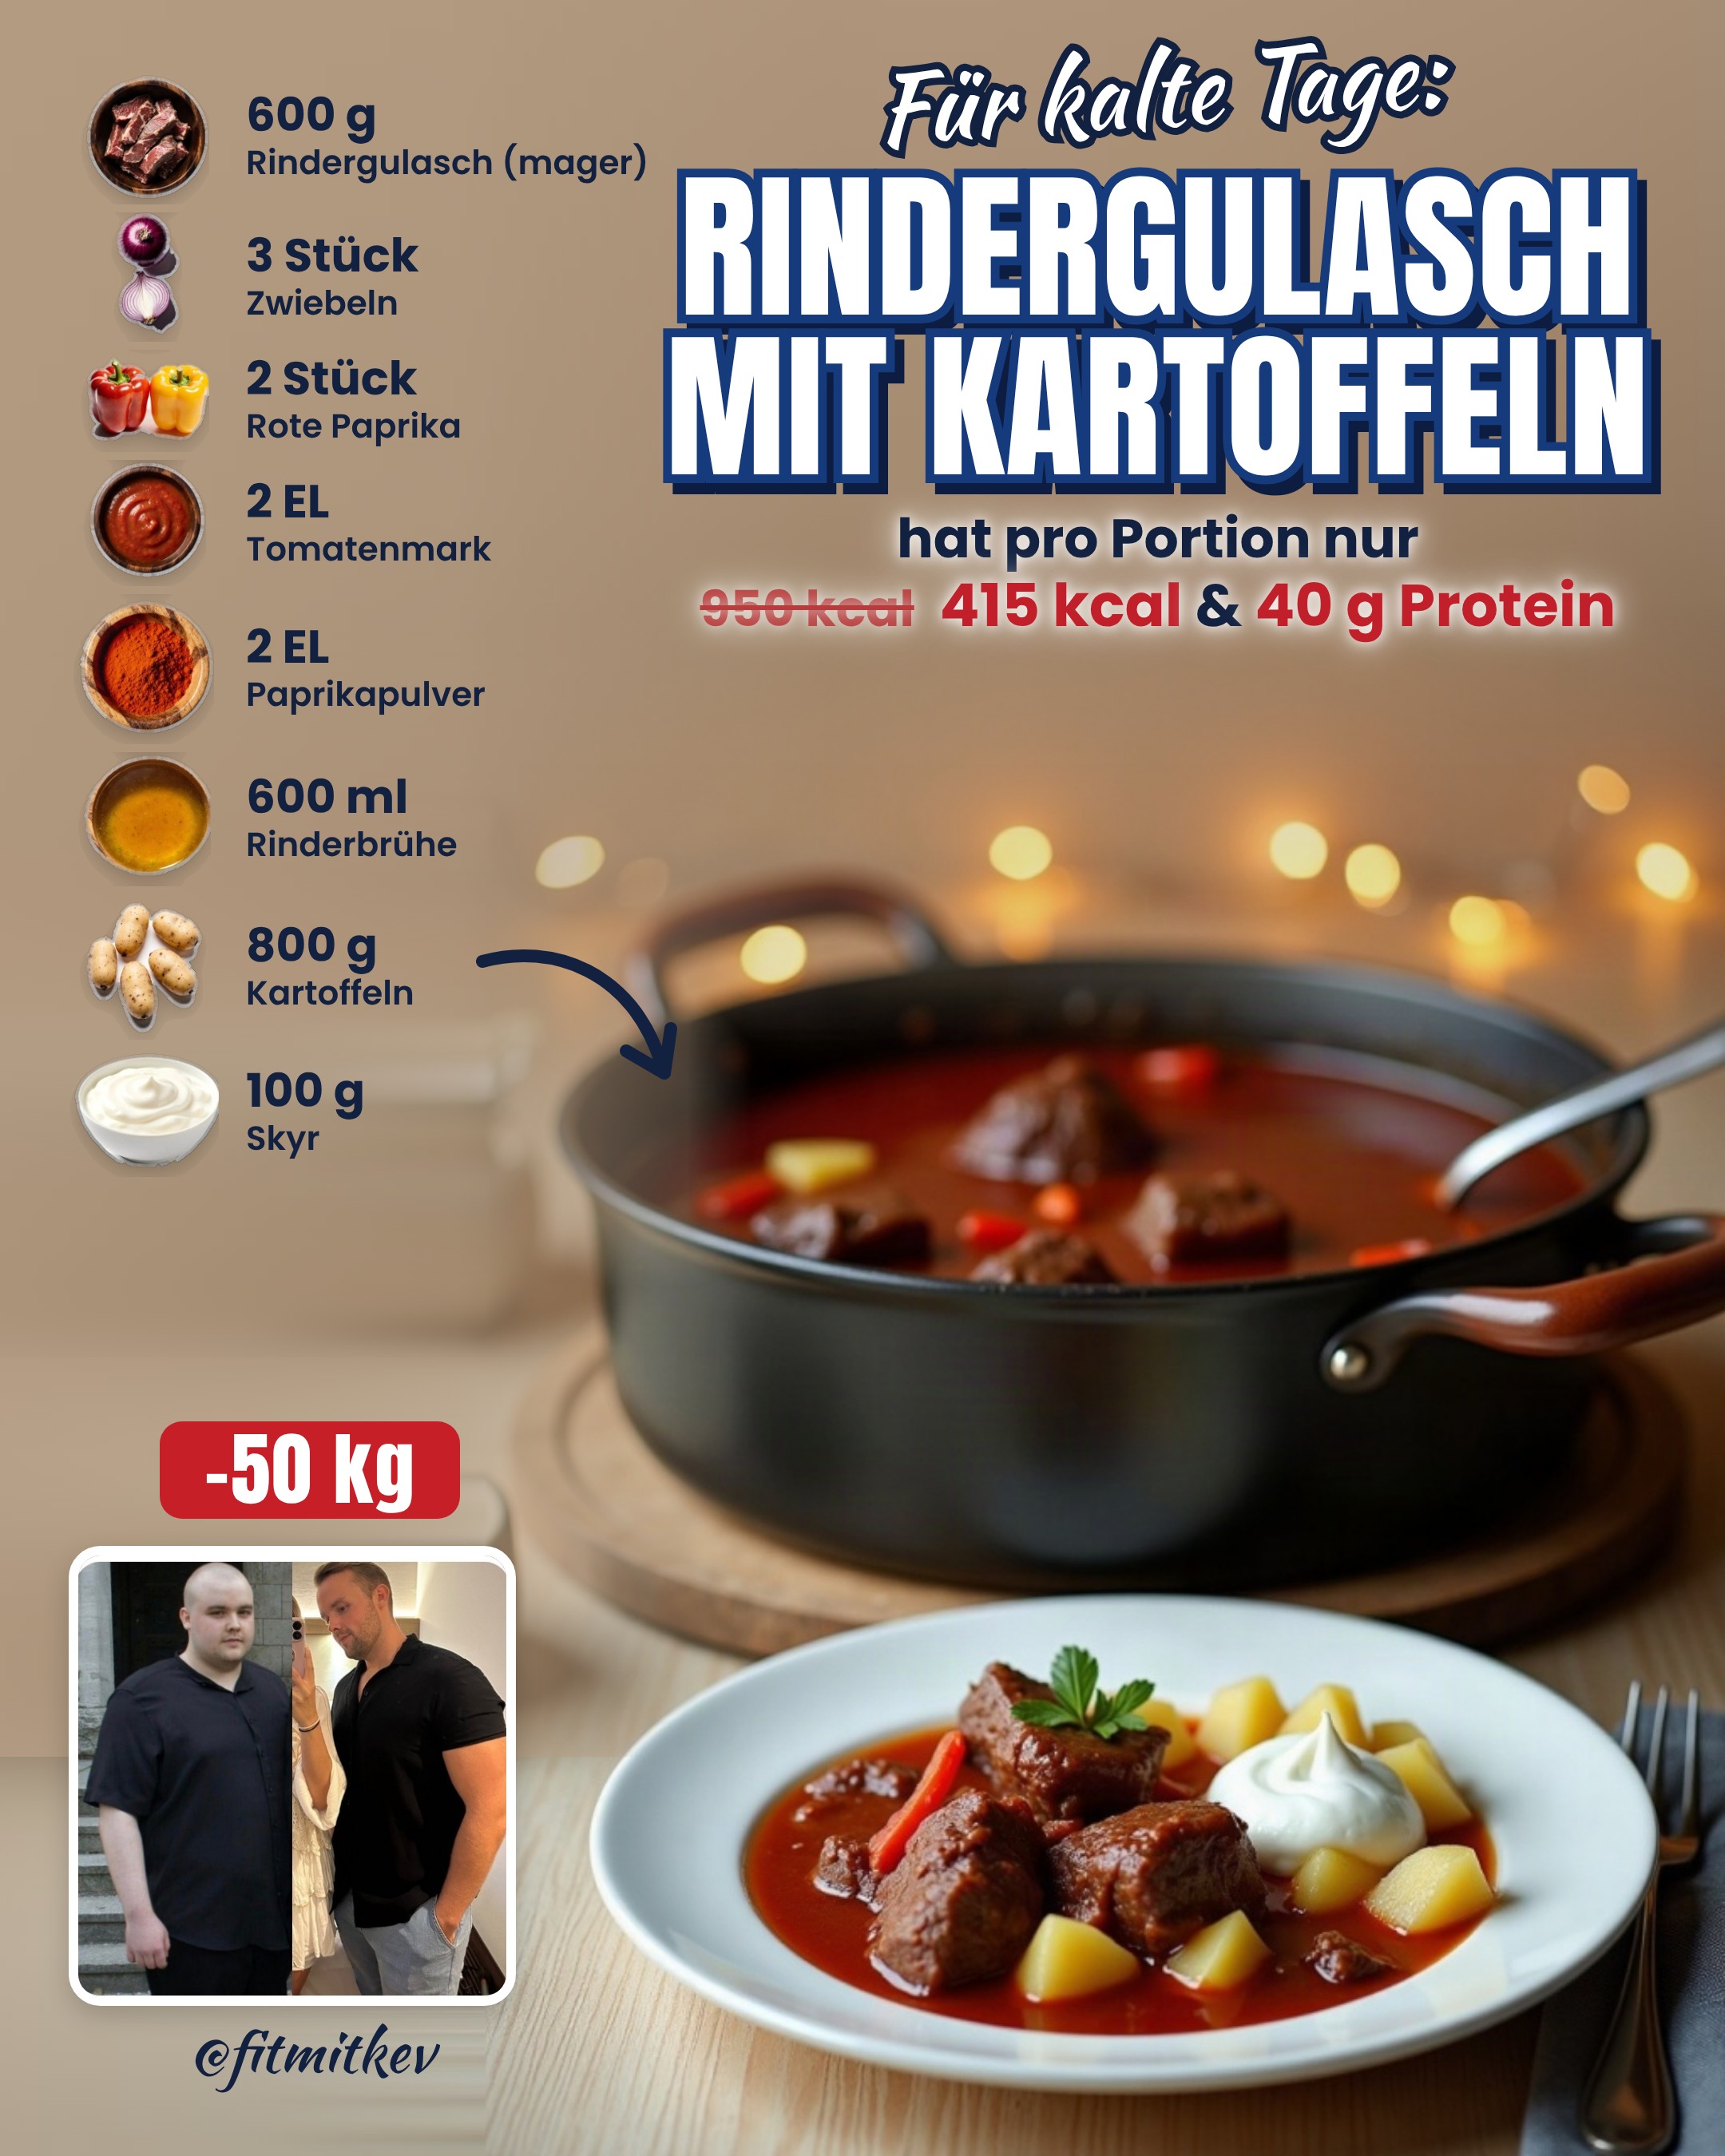 Für kalte Tage:
RINDERGULASCH
MIT KARTOFFELN
hat pro Portion nur
950 kcal 415 kcal & 40 g Protein
600 g
Rindergulasch (mager)
3 Stück
Zwiebeln
2 Stück
Rote Paprika
2 EL
Tomatenmark
2 EL
Paprikapulver
600 ml
Rinderbrühe
800 g
Kartoffeln
100 g
Skyr
-50 kg
@fitmitkev